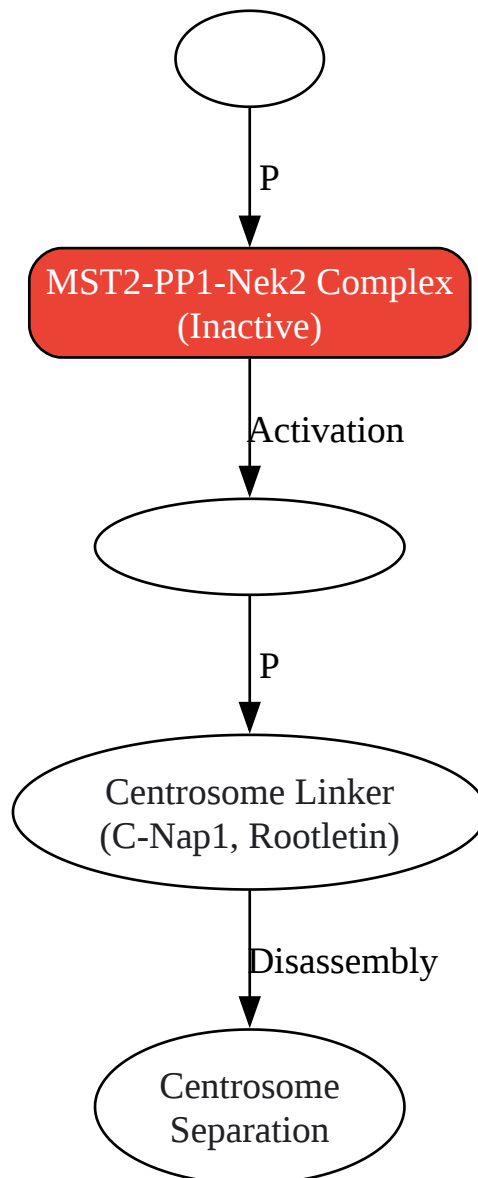 P
MST2-PP1-Nek2 Complex
(Inactive)
Activation
P
Centrosome Linker
(C-Nap1, Rootletin)
Disassembly
Centrosome
Separation